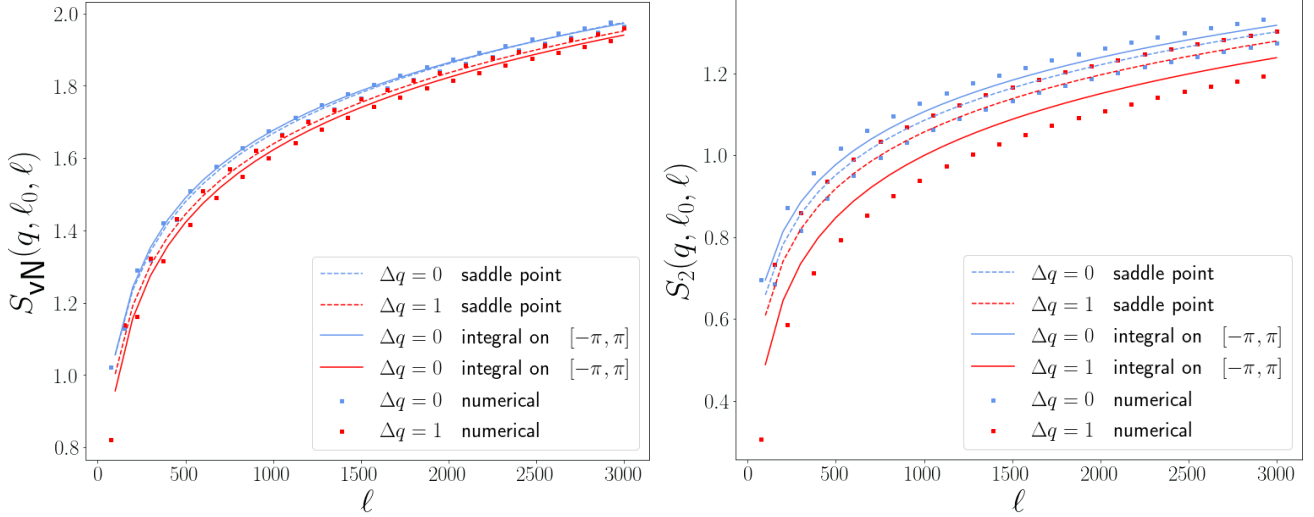 S_vN(q, ℓ_0, ℓ)
2.0
1.8
1.6
1.4
1.2
1.0
0.8
0
500
1000
1500
2000
2500
3000
ℓ
Δq = 0 saddle point
Δq = 1 saddle point
Δq = 0 integral on [−π, π]
Δq = 0 integral on [−π, π]
Δq = 0 numerical
Δq = 1 numerical
S_2(q, ℓ_0, ℓ)
1.2
1.0
0.8
0.6
0.4
0
500
1000
1500
2000
2500
3000
ℓ
Δq = 0 saddle point
Δq = 1 saddle point
Δq = 0 integral on [−π, π]
Δq = 1 integral on [−π, π]
Δq = 0 numerical
Δq = 1 numerical